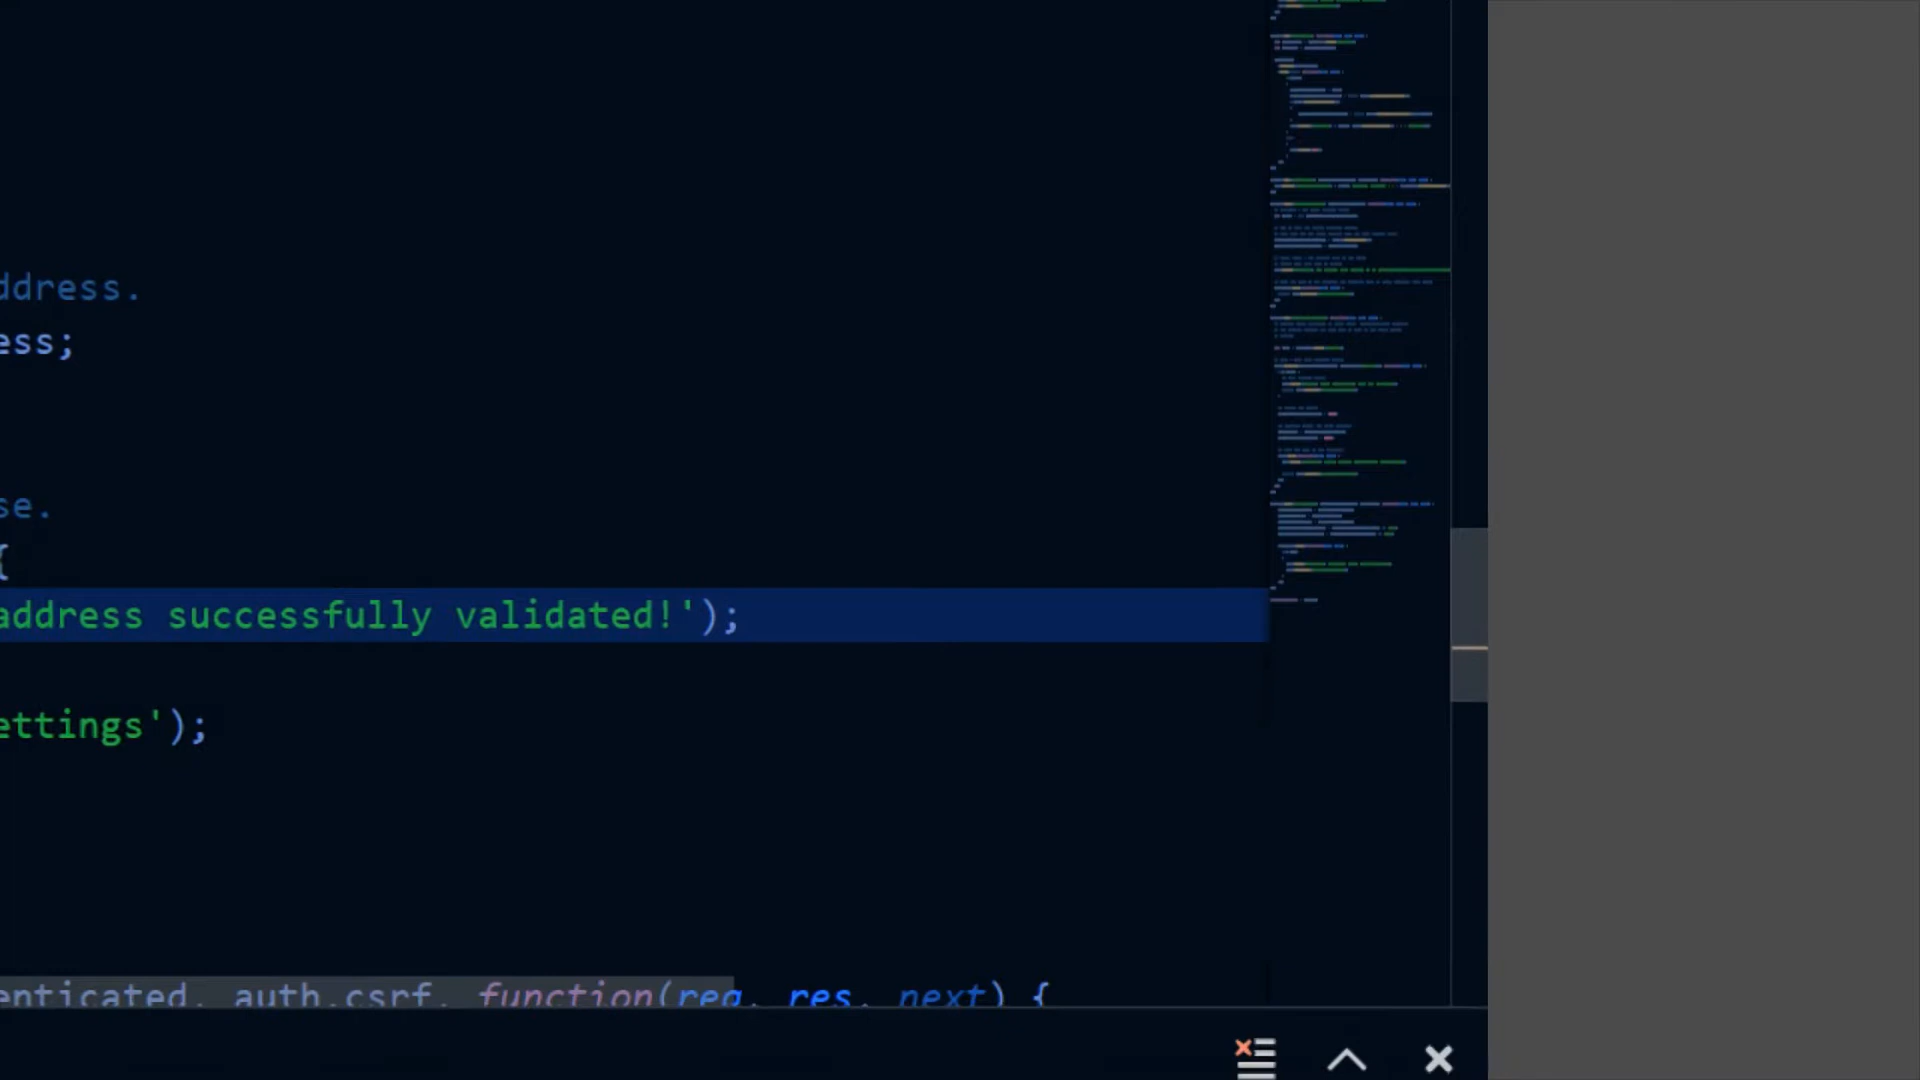 ddress.
ess;
se.
{
address successfully validated!');
ettings');
enticated, auth.csrf, function(req, res, next) {